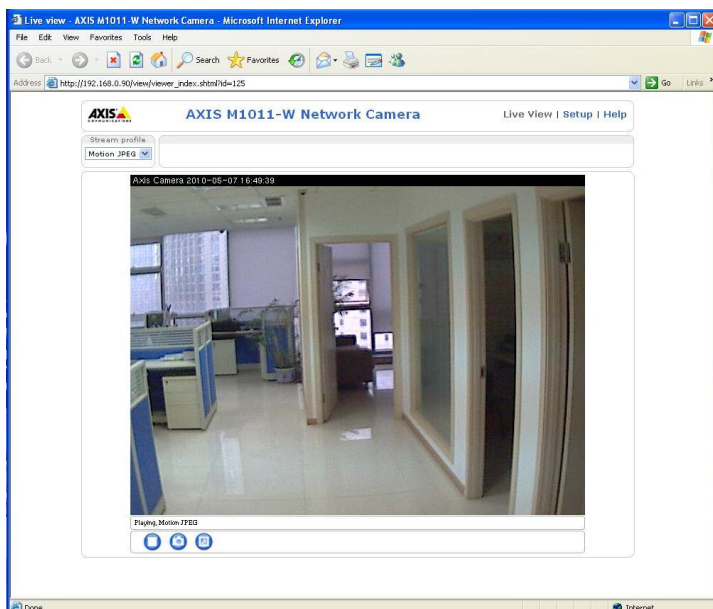 Live view - AXIS M1011-W Network Camera - Microsoft Internet Explorer
File Edit View Favorites Tools Help
Back Search Favorites
Address http://192.168.0.90/view/viewer_index.shtml?id=125 Go Links »
AXIS COMMUNICATIONS
AXIS M1011-W Network Camera
Live View | Setup | Help
Stream profile
Motion JPEG
Axis Camera 2010-05-07 16:49:39
Playing, Motion JPEG
Done Internet